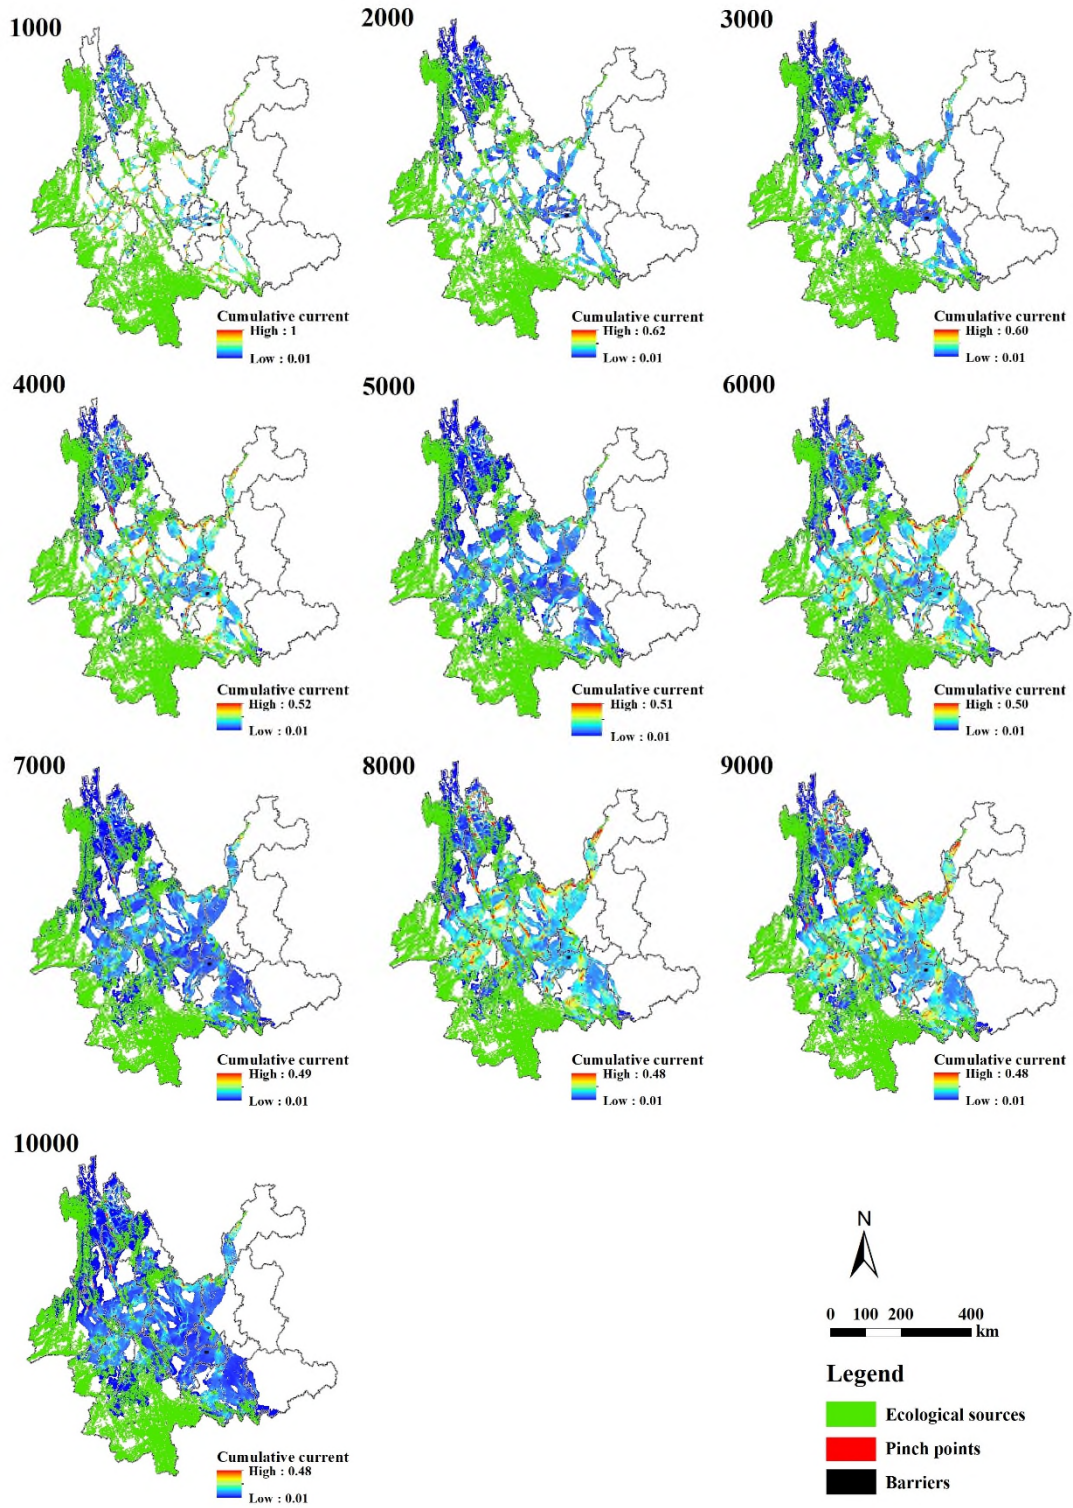 1000
2000
3000
Cumulative current
High : 1
Low : 0.01
Cumulative current
High : 0.62
Low : 0.01
Cumulative current
High : 0.60
Low : 0.01
4000
5000
6000
Cumulative current
High : 0.52
Low : 0.01
Cumulative current
High : 0.51
Low : 0.01
Cumulative current
High : 0.50
Low : 0.01
7000
8000
9000
Cumulative current
High : 0.49
Low : 0.01
Cumulative current
High : 0.48
Low : 0.01
Cumulative current
High : 0.48
Low : 0.01
10000
Cumulative current
High : 0.48
Low : 0.01
N
0 100 200 400
km
Legend
Ecological sources
Pinch points
Barriers